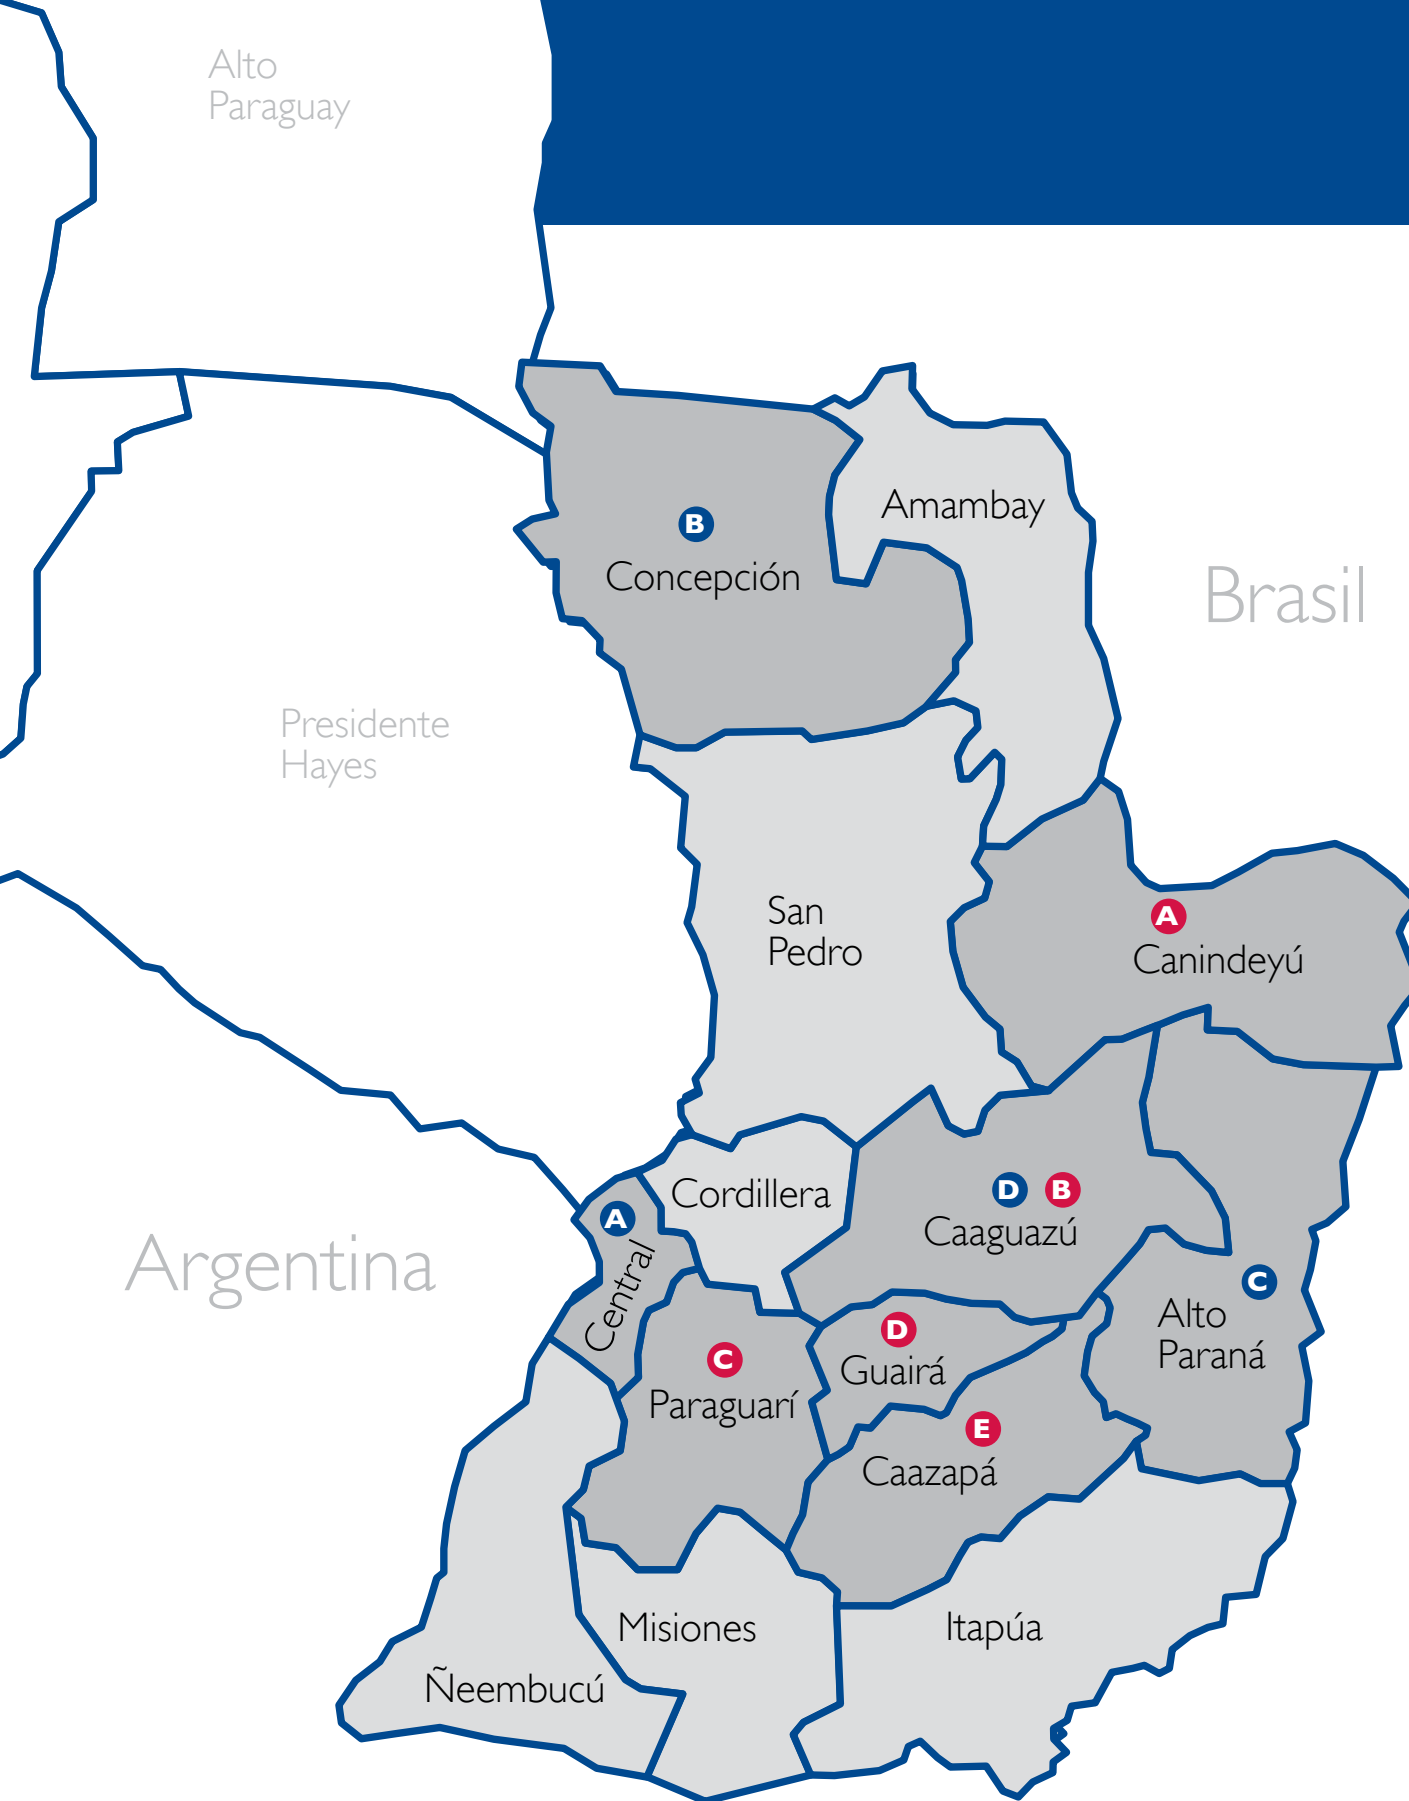 Alto
Paraguay
Amambay
B
Concepción
Brasil
Presidente
Hayes
San
Pedro
A
Canindeyú
Cordillera
D B
Caaguazú
A
Central
Argentina
C
Alto
Paraná
D
Guairá
C
Paraguarí
E
Caazapá
Misiones
Itapúa
Ñeembucú